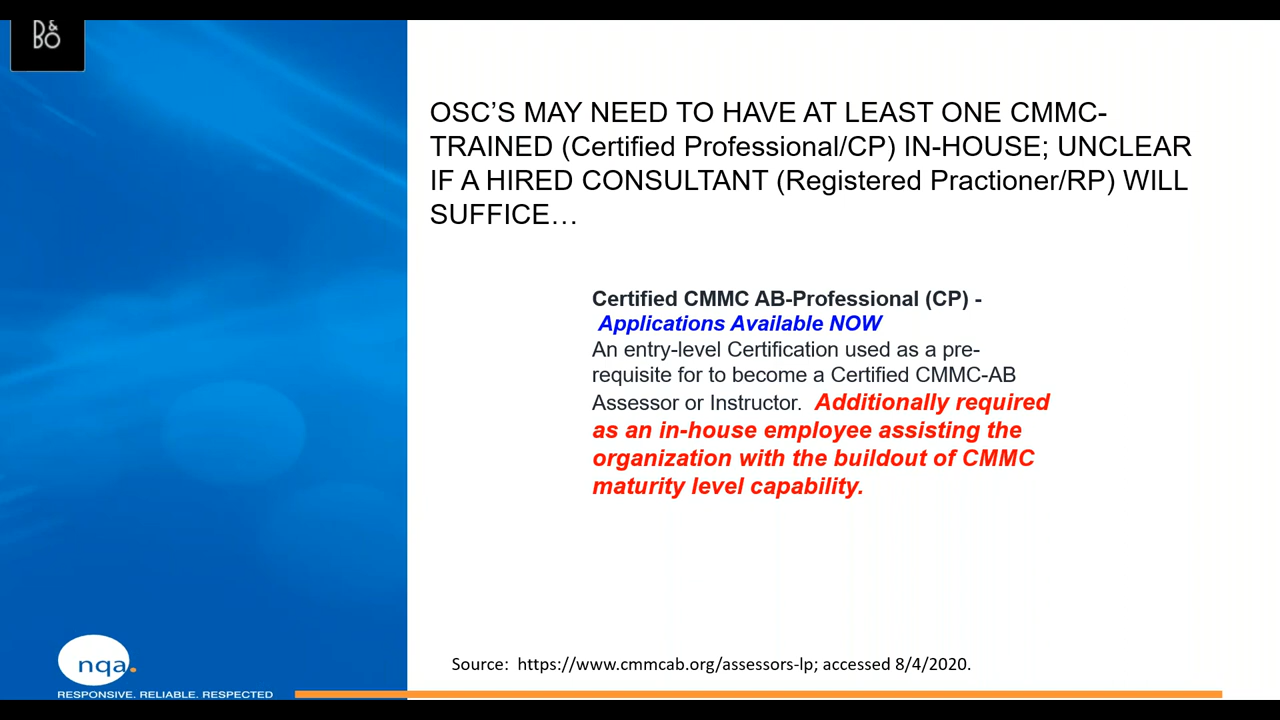 B&
BO
OSC’S MAY NEED TO HAVE AT LEAST ONE CMMC-
TRAINED (Certified Professional/CP) IN-HOUSE; UNCLEAR
IF A HIRED CONSULTANT (Registered Practioner/RP) WILL
SUFFICE…
Certified CMMC AB-Professional (CP) -
Applications Available NOW
An entry-level Certification used as a pre-
requisite for to become a Certified CMMC-AB
Assessor or Instructor. Additionally required
as an in-house employee assisting the
organization with the buildout of CMMC
maturity level capability.
Source: https://www.cmmcab.org/assessors-lp; accessed 8/4/2020.
nqa.
RESPONSIVE. RELIABLE. RESPECTED